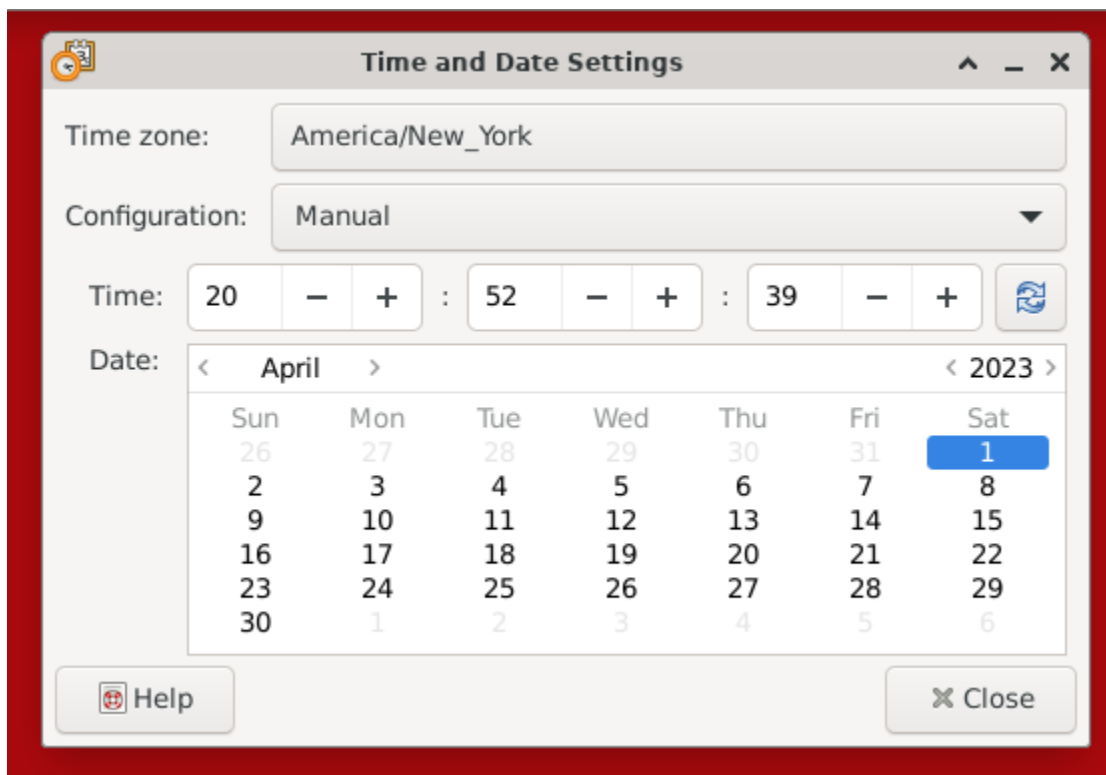 Time and Date Settings
Time zone: America/New_York
Configuration: Manual
Time: 20 − + : 52 − + : 39 − +
Date: < April > < 2023 >
Sun Mon Tue Wed Thu Fri Sat
26 27 28 29 30 31 1
2 3 4 5 6 7 8
9 10 11 12 13 14 15
16 17 18 19 20 21 22
23 24 25 26 27 28 29
30 1 2 3 4 5 6
Help Close